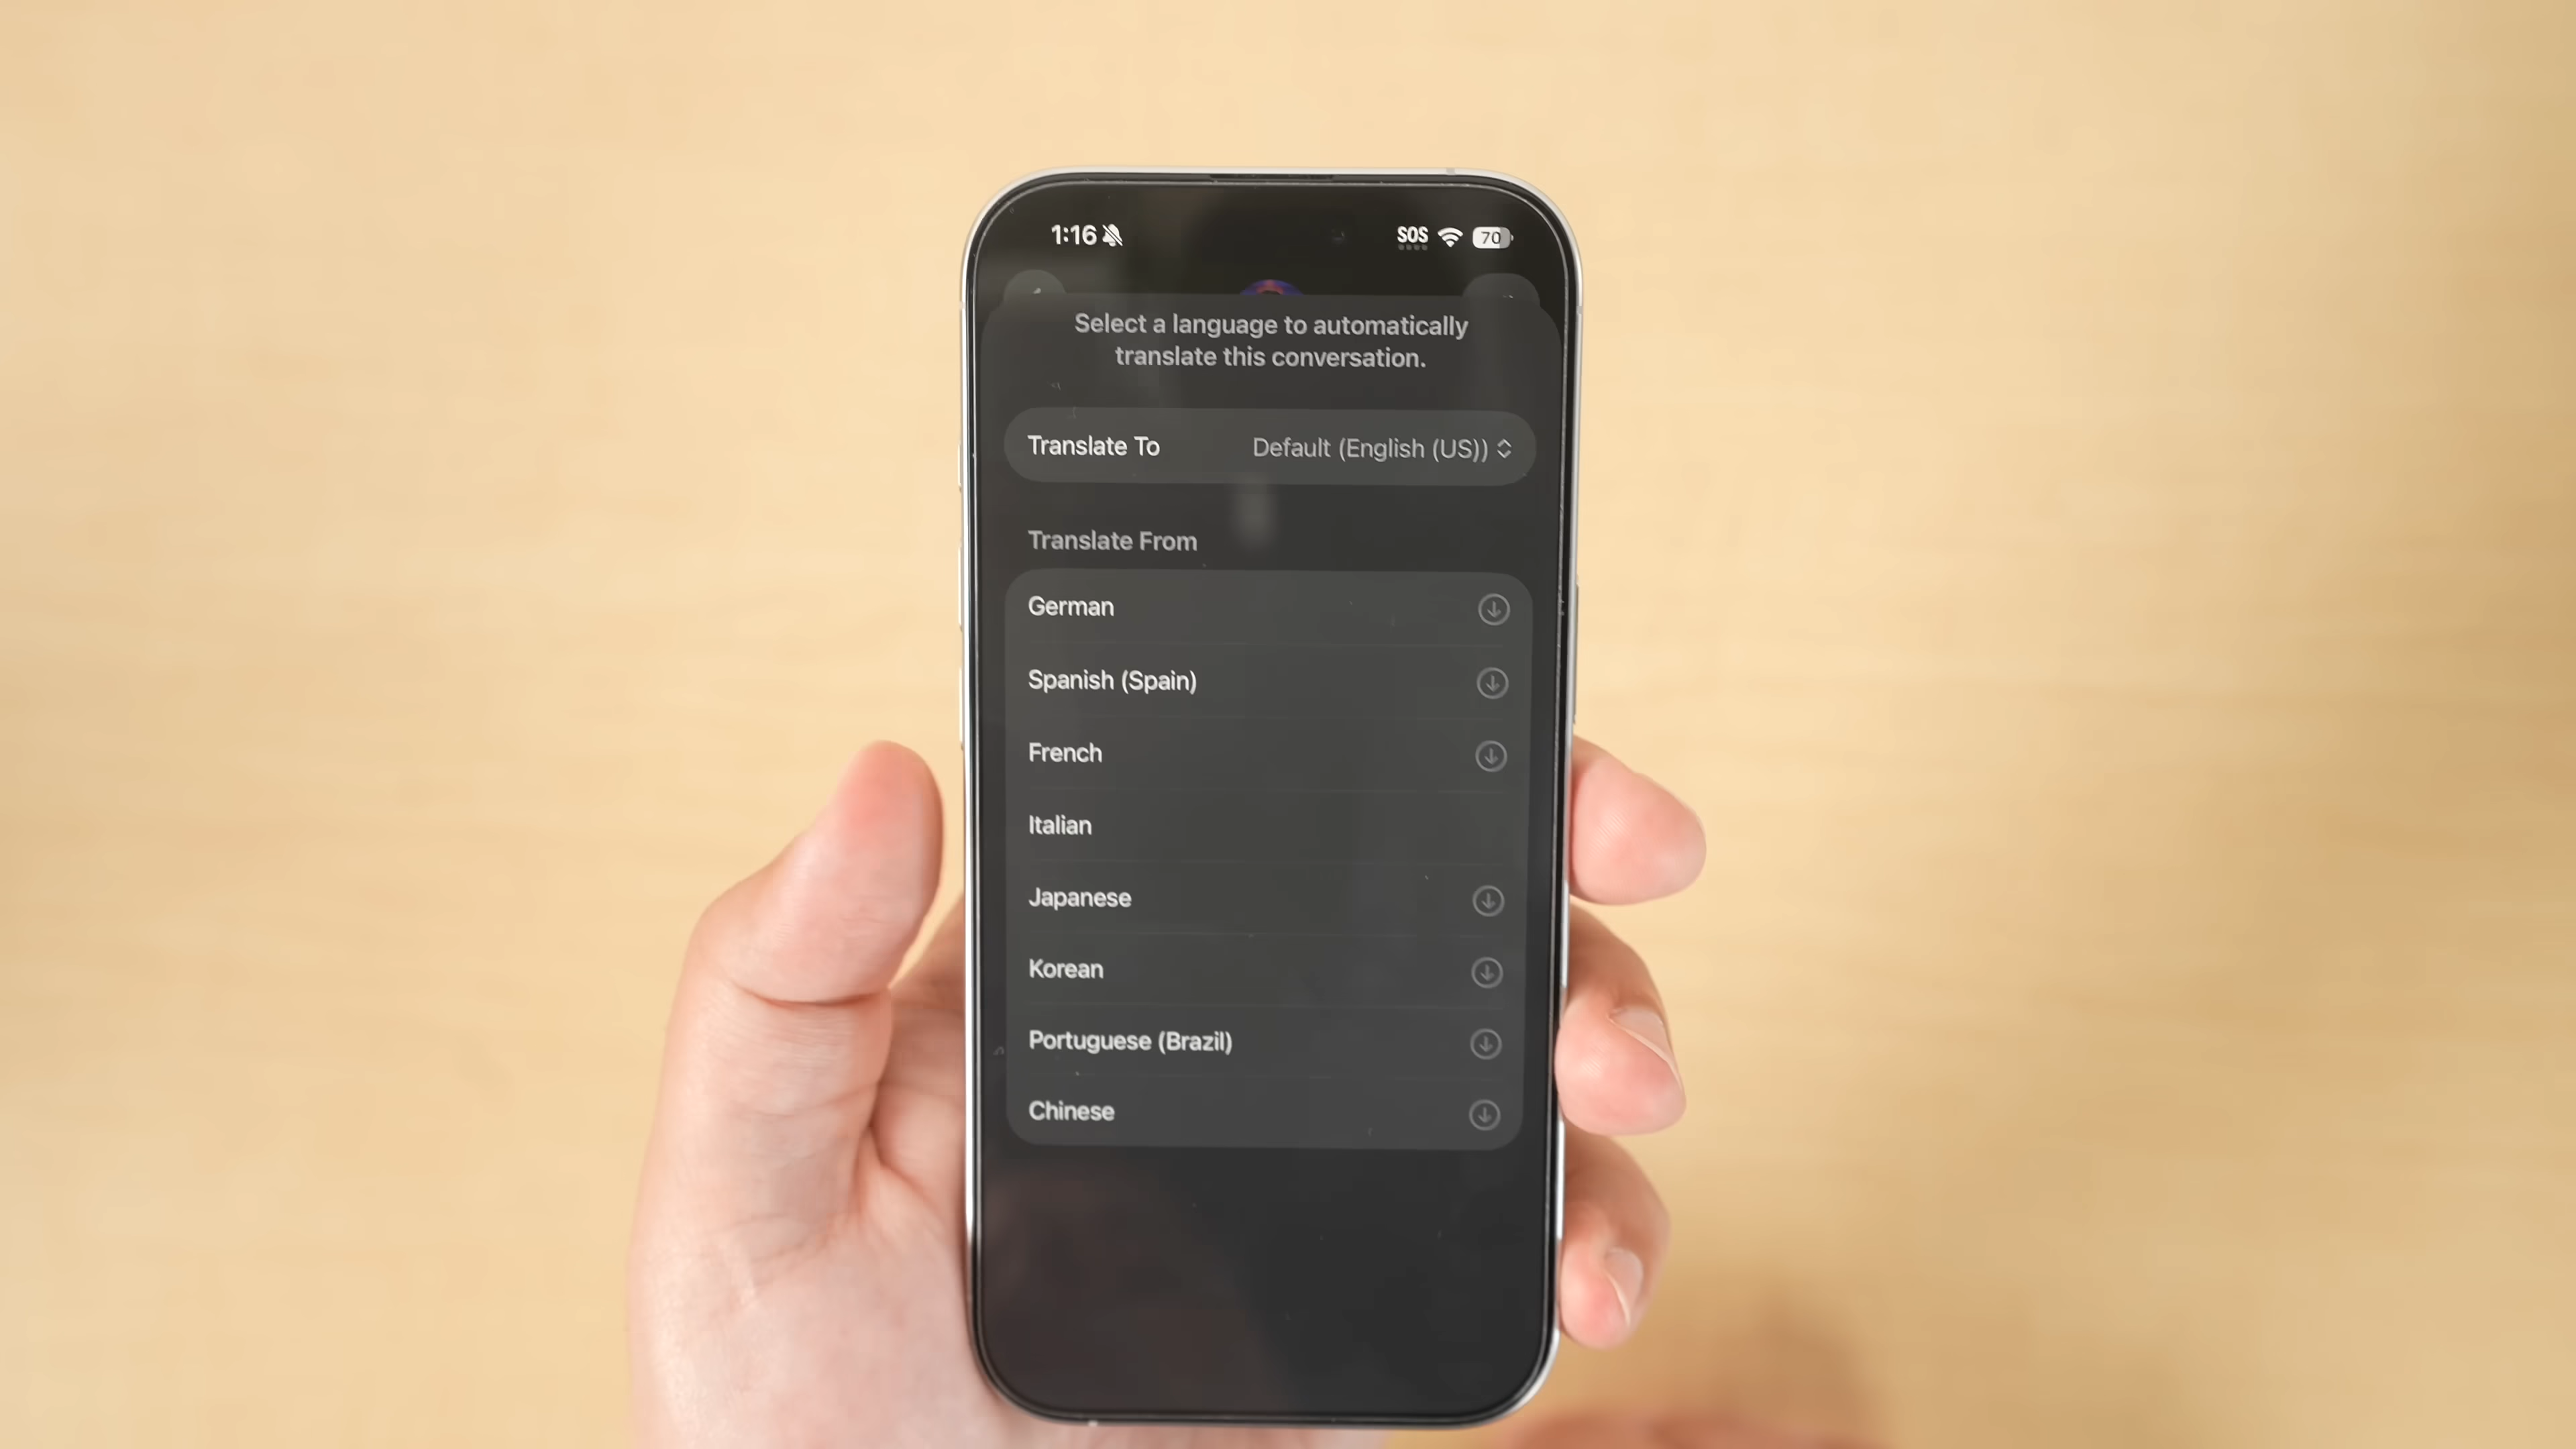 1:16
SOS
70
Select a language to automatically
translate this conversation.
Translate To Default (English (US))
Translate From
German
Spanish (Spain)
French
Italian
Japanese
Korean
Portuguese (Brazil)
Chinese